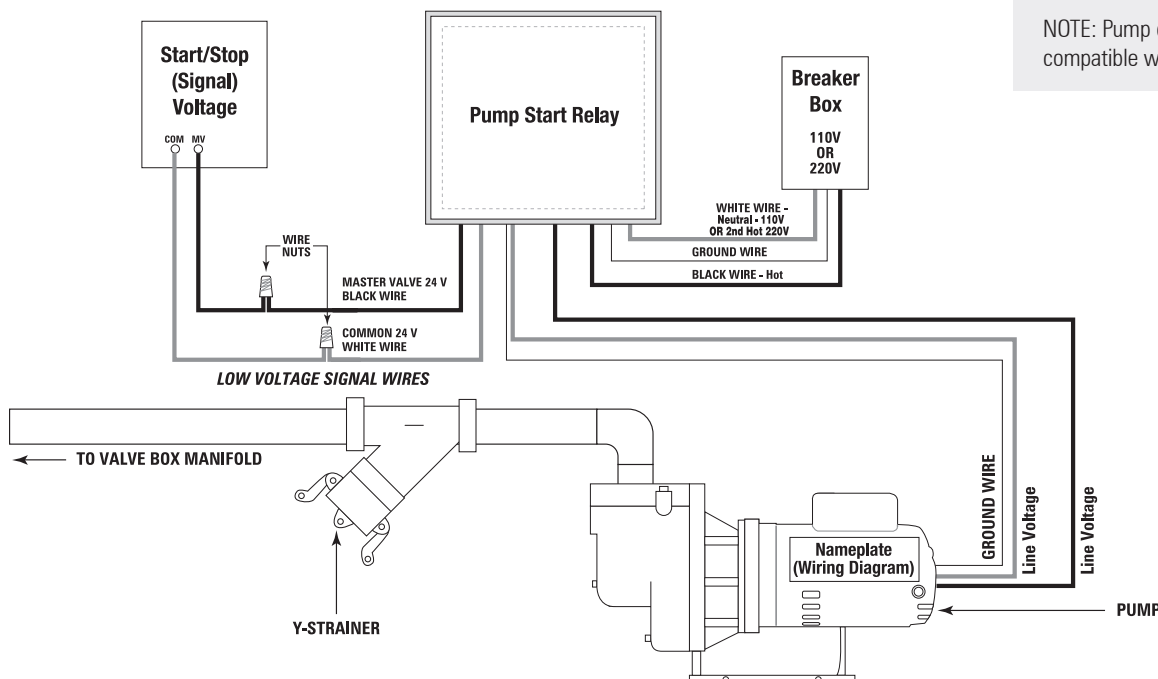 NOTE: Pump
compatible
Start/Stop
(Signal)
Voltage
COM MV
Pump Start Relay
Breaker
Box
110V
OR
220V
WHITE WIRE -
Neutral - 110V
OR 2nd Hot 220V
GROUND WIRE
BLACK WIRE - Hot
WIRE
NUTS
MASTER VALVE 24 V
BLACK WIRE
COMMON 24 V
WHITE WIRE
LOW VOLTAGE SIGNAL WIRES
TO VALVE BOX MANIFOLD
Y-STRAINER
Nameplate
(Wiring Diagram)
GROUND WIRE
Line Voltage
Line Voltage
PUMP